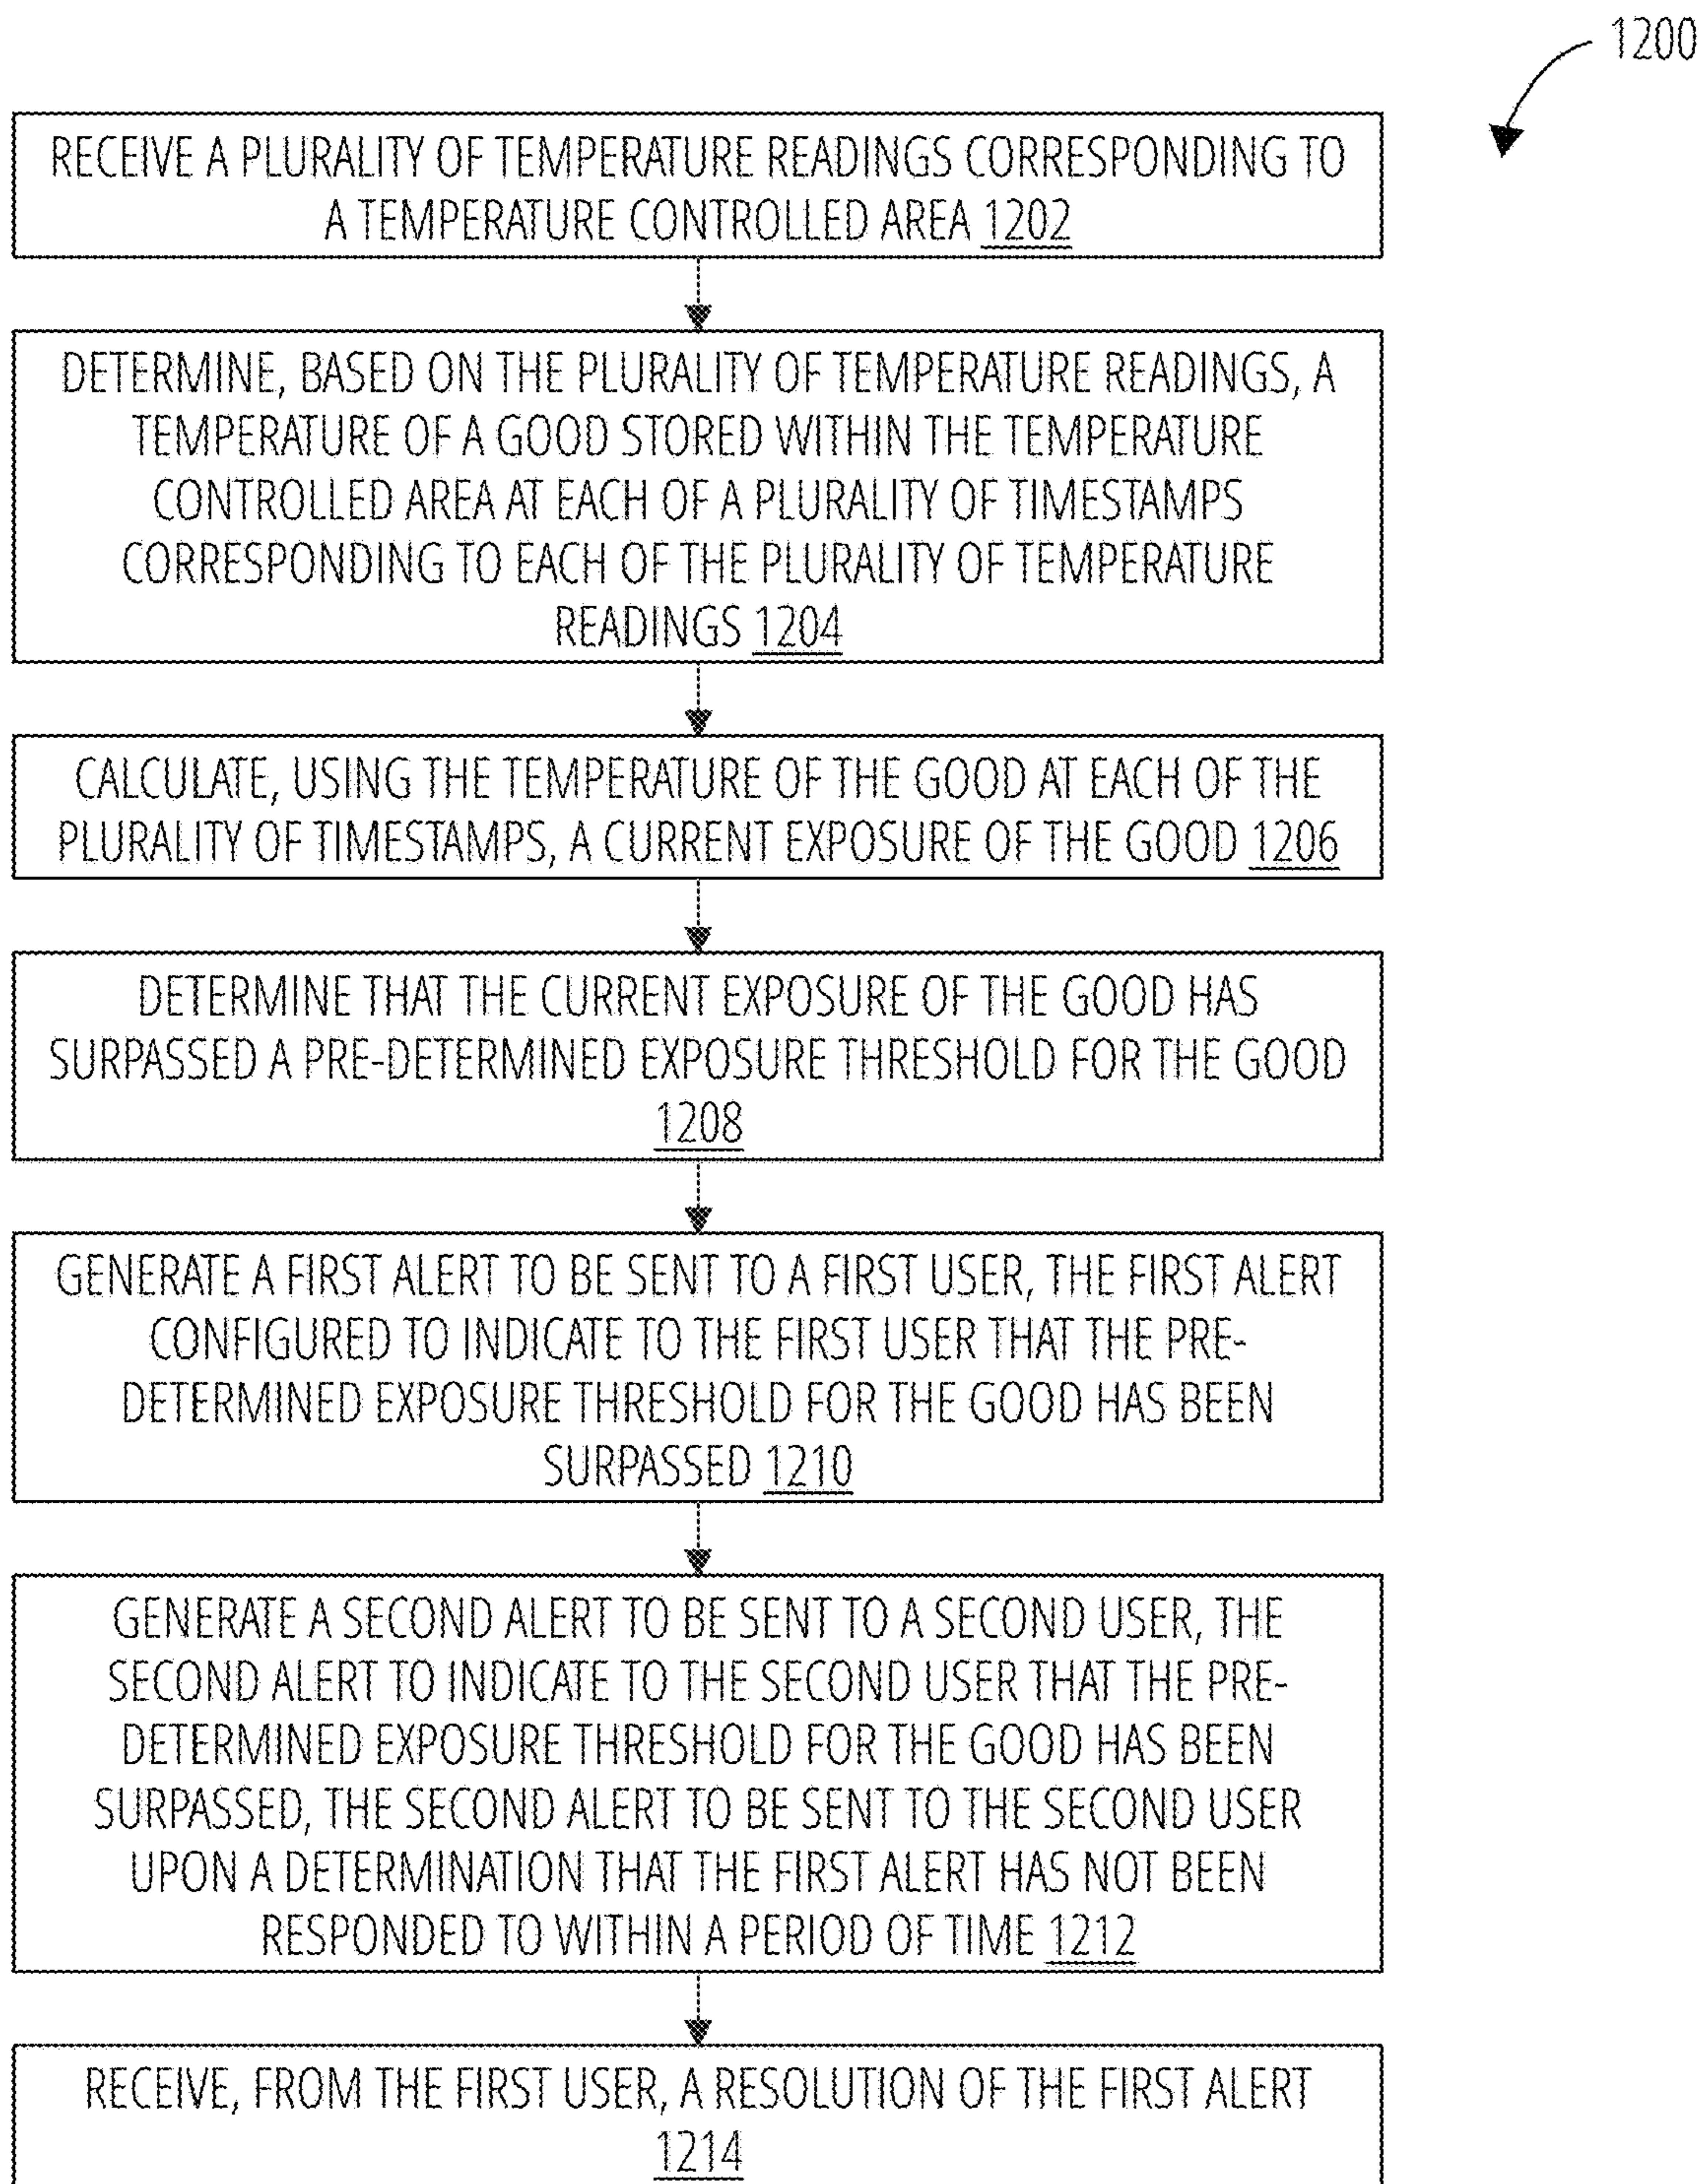 1200
RECEIVE A PLURALITY OF TEMPERATURE READINGS CORRESPONDING TO
A TEMPERATURE CONTROLLED AREA 1202
DETERMINE, BASED ON THE PLURALITY OF TEMPERATURE READINGS, A
TEMPERATURE OF A GOOD STORED WITHIN THE TEMPERATURE
CONTROLLED AREA AT EACH OF A PLURALITY OF TIMESTAMPS
CORRESPONDING TO EACH OF THE PLURALITY OF TEMPERATURE
READINGS 1204
CALCULATE, USING THE TEMPERATURE OF THE GOOD AT EACH OF THE
PLURALITY OF TIMESTAMPS, A CURRENT EXPOSURE OF THE GOOD 1206
DETERMINE THAT THE CURRENT EXPOSURE OF THE GOOD HAS
SURPASSED A PRE-DETERMINED EXPOSURE THRESHOLD FOR THE GOOD
1208
GENERATE A FIRST ALERT TO BE SENT TO A FIRST USER, THE FIRST ALERT
CONFIGURED TO INDICATE TO THE FIRST USER THAT THE PRE-
DETERMINED EXPOSURE THRESHOLD FOR THE GOOD HAS BEEN
SURPASSED 1210
GENERATE A SECOND ALERT TO BE SENT TO A SECOND USER, THE
SECOND ALERT TO INDICATE TO THE SECOND USER THAT THE PRE-
DETERMINED EXPOSURE THRESHOLD FOR THE GOOD HAS BEEN
SURPASSED, THE SECOND ALERT TO BE SENT TO THE SECOND USER
UPON A DETERMINATION THAT THE FIRST ALERT HAS NOT BEEN
RESPONDED TO WITHIN A PERIOD OF TIME 1212
RECEIVE, FROM THE FIRST USER, A RESOLUTION OF THE FIRST ALERT
1214